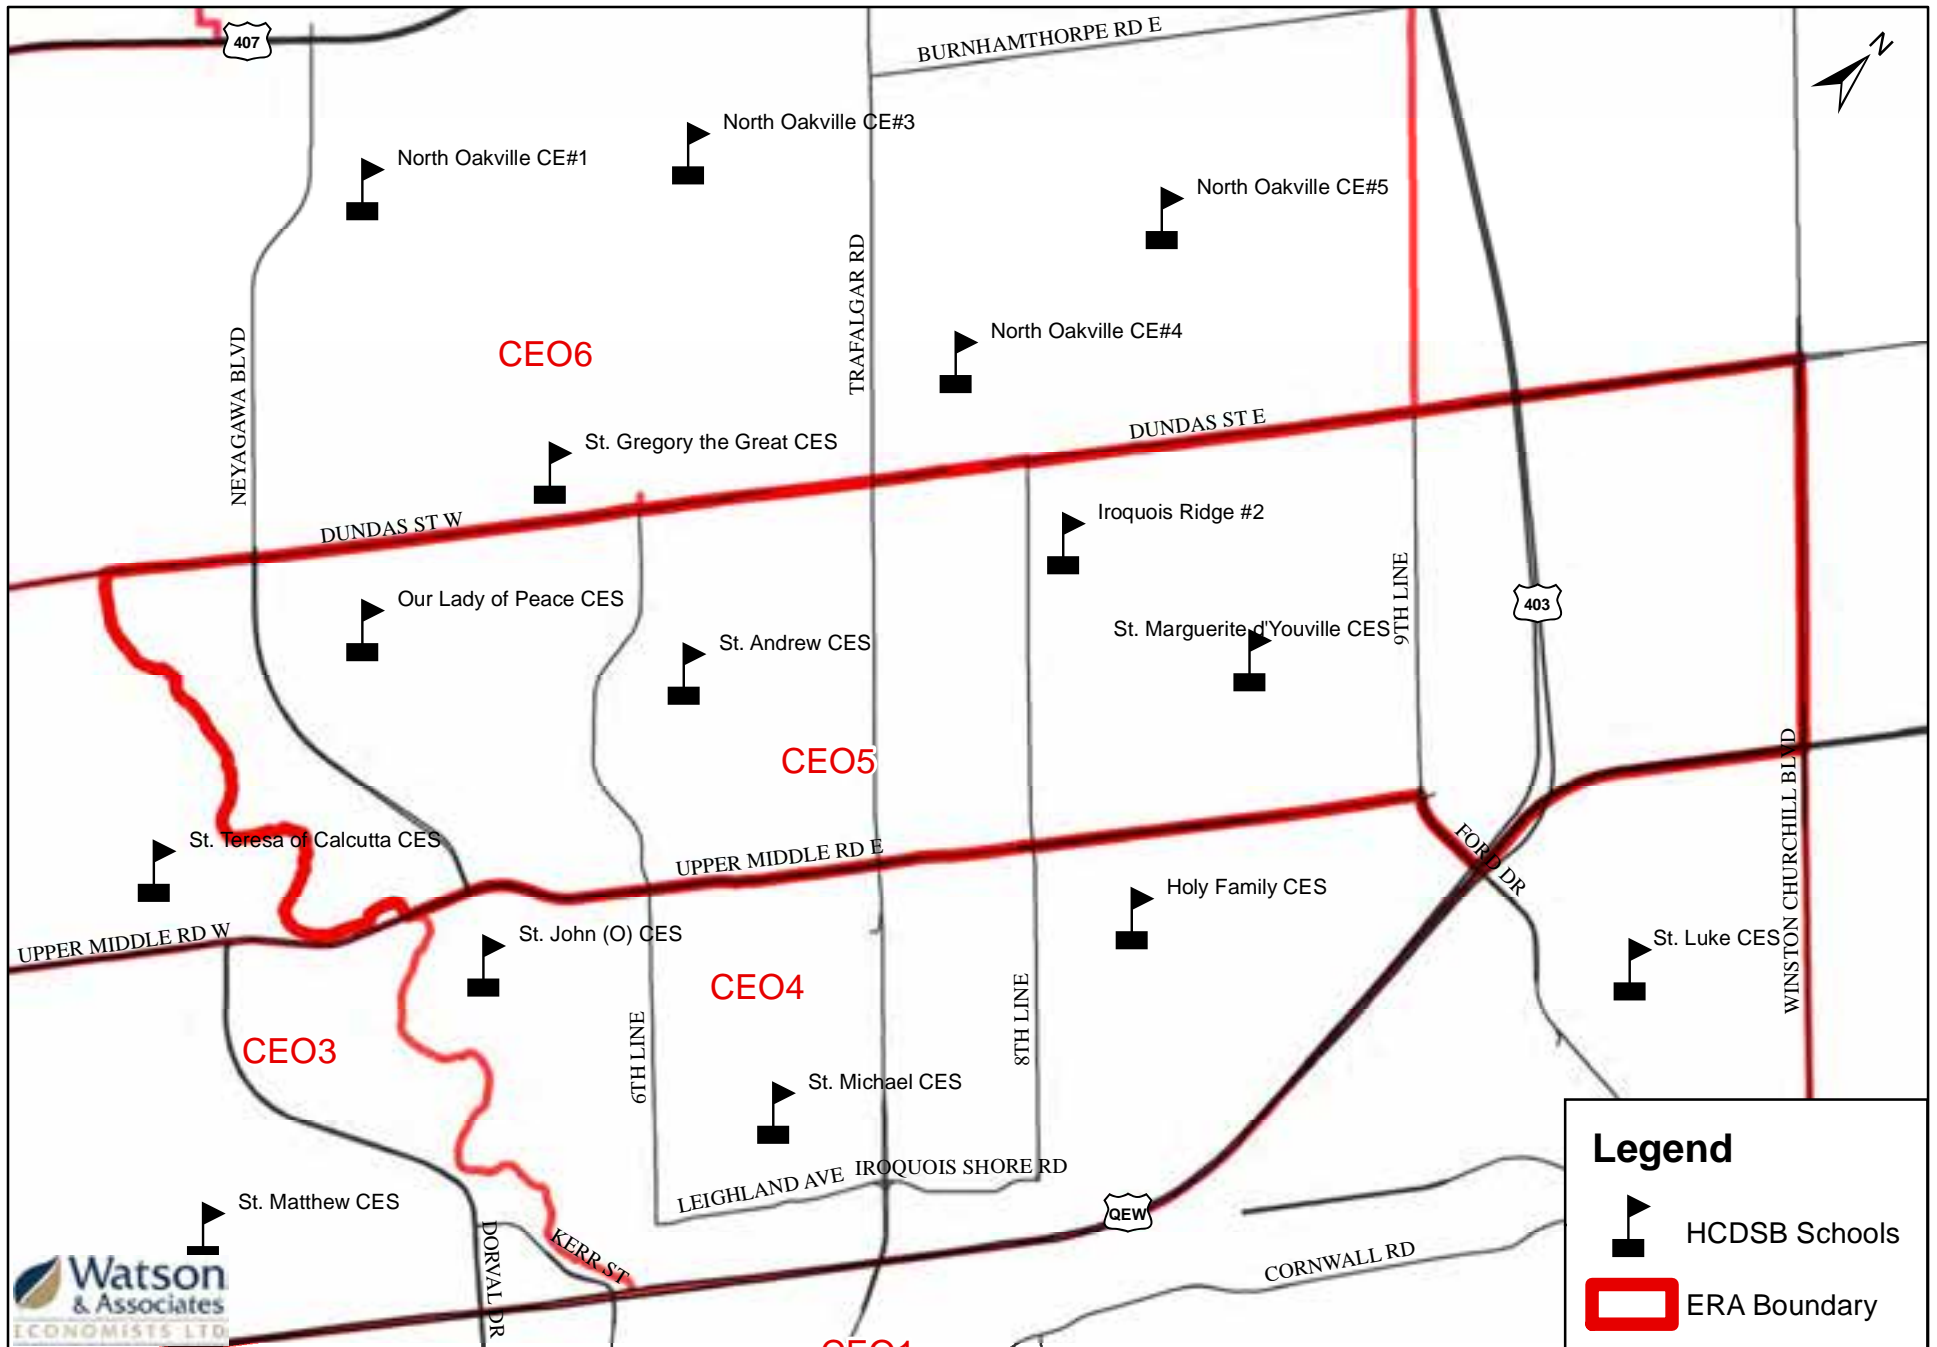 407
BURNHAMTHORPE RD E
N
North Oakville CE#3
North Oakville CE#1
North Oakville CE#5
TRAFALGAR RD
NEYAGAWA BLVD
North Oakville CE#4
CEO6
DUNDAS ST E
St. Gregory the Great CES
DUNDAS ST W
Iroquois Ridge #2
9TH LINE
403
Our Lady of Peace CES
St. Andrew CES
St. Marguerite d'Youville CES
CEO5
WINSTON CHURCHILL BLVD
St. Teresa of Calcutta CES
UPPER MIDDLE RD E
FORD DR
Holy Family CES
UPPER MIDDLE RD W
St. John (O) CES
St. Luke CES
CEO4
8TH LINE
6TH LINE
CEO3
St. Michael CES
LEIGHLAND AVE
IROQUOIS SHORE RD
St. Matthew CES
QEW
DORVAL DR
KERR ST
CORNWALL RD
CEO1
Watson
& Associates
ECONOMISTS LTD
Legend
HCDSB Schools
ERA Boundary